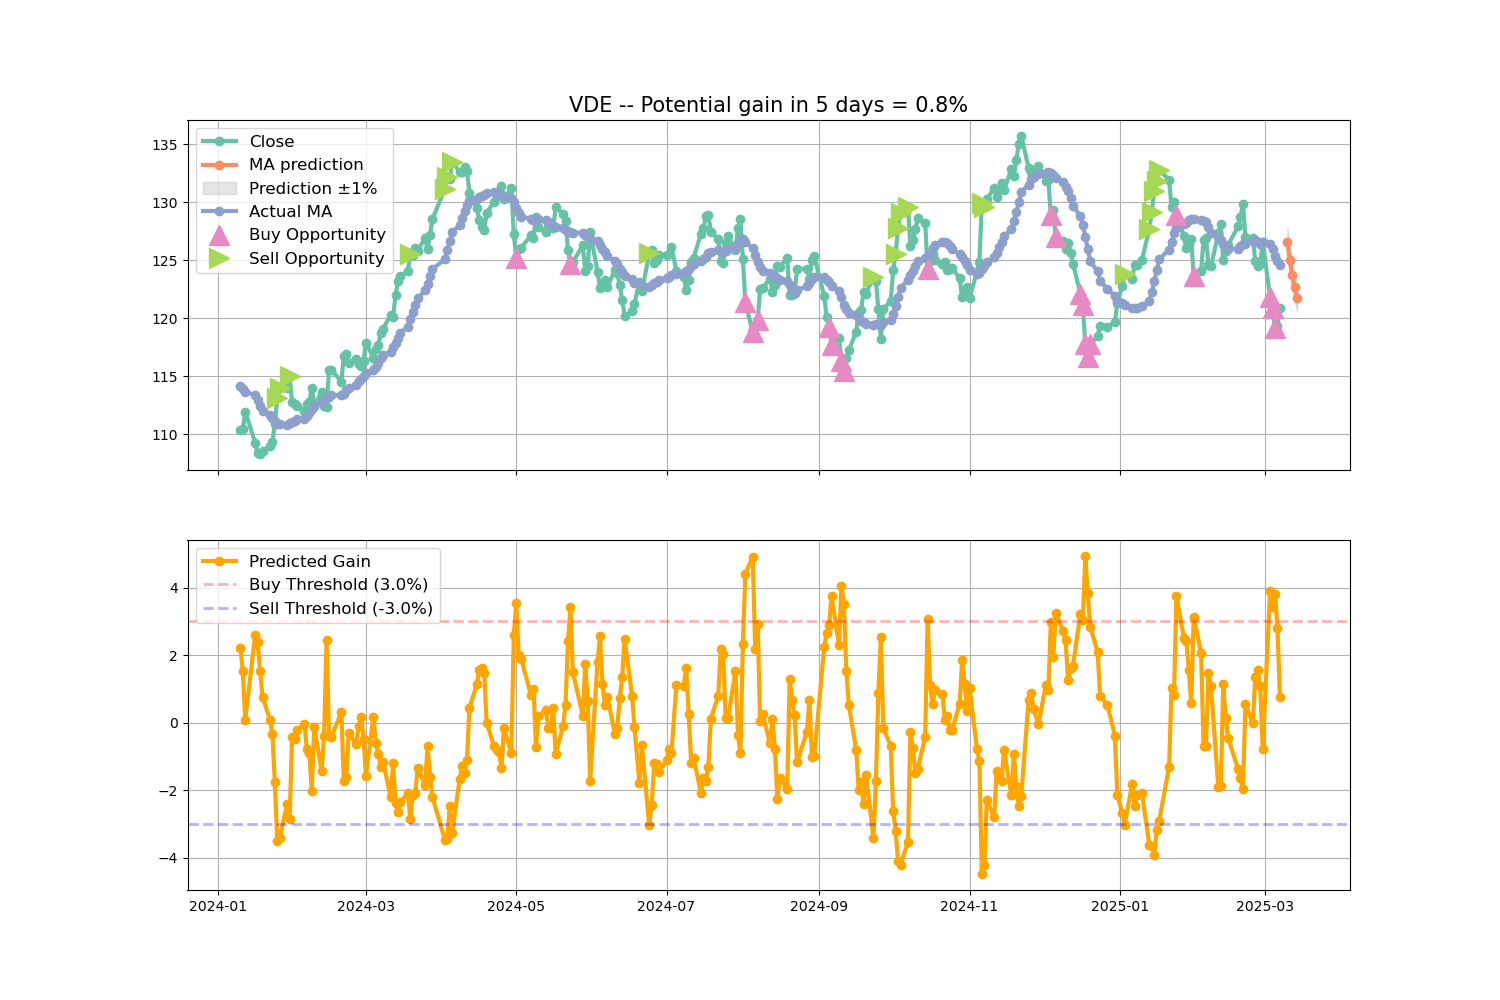 VDE -- Potential gain in 5 days = 0.8%
Close
MA prediction
Prediction ±1%
Actual MA
Buy Opportunity
Sell Opportunity
135
130
125
120
115
110
Predicted Gain
Buy Threshold (3.0%)
Sell Threshold (-3.0%)
4
2
0
−2
−4
2024-01 2024-03 2024-05 2024-07 2024-09 2024-11 2025-01 2025-03